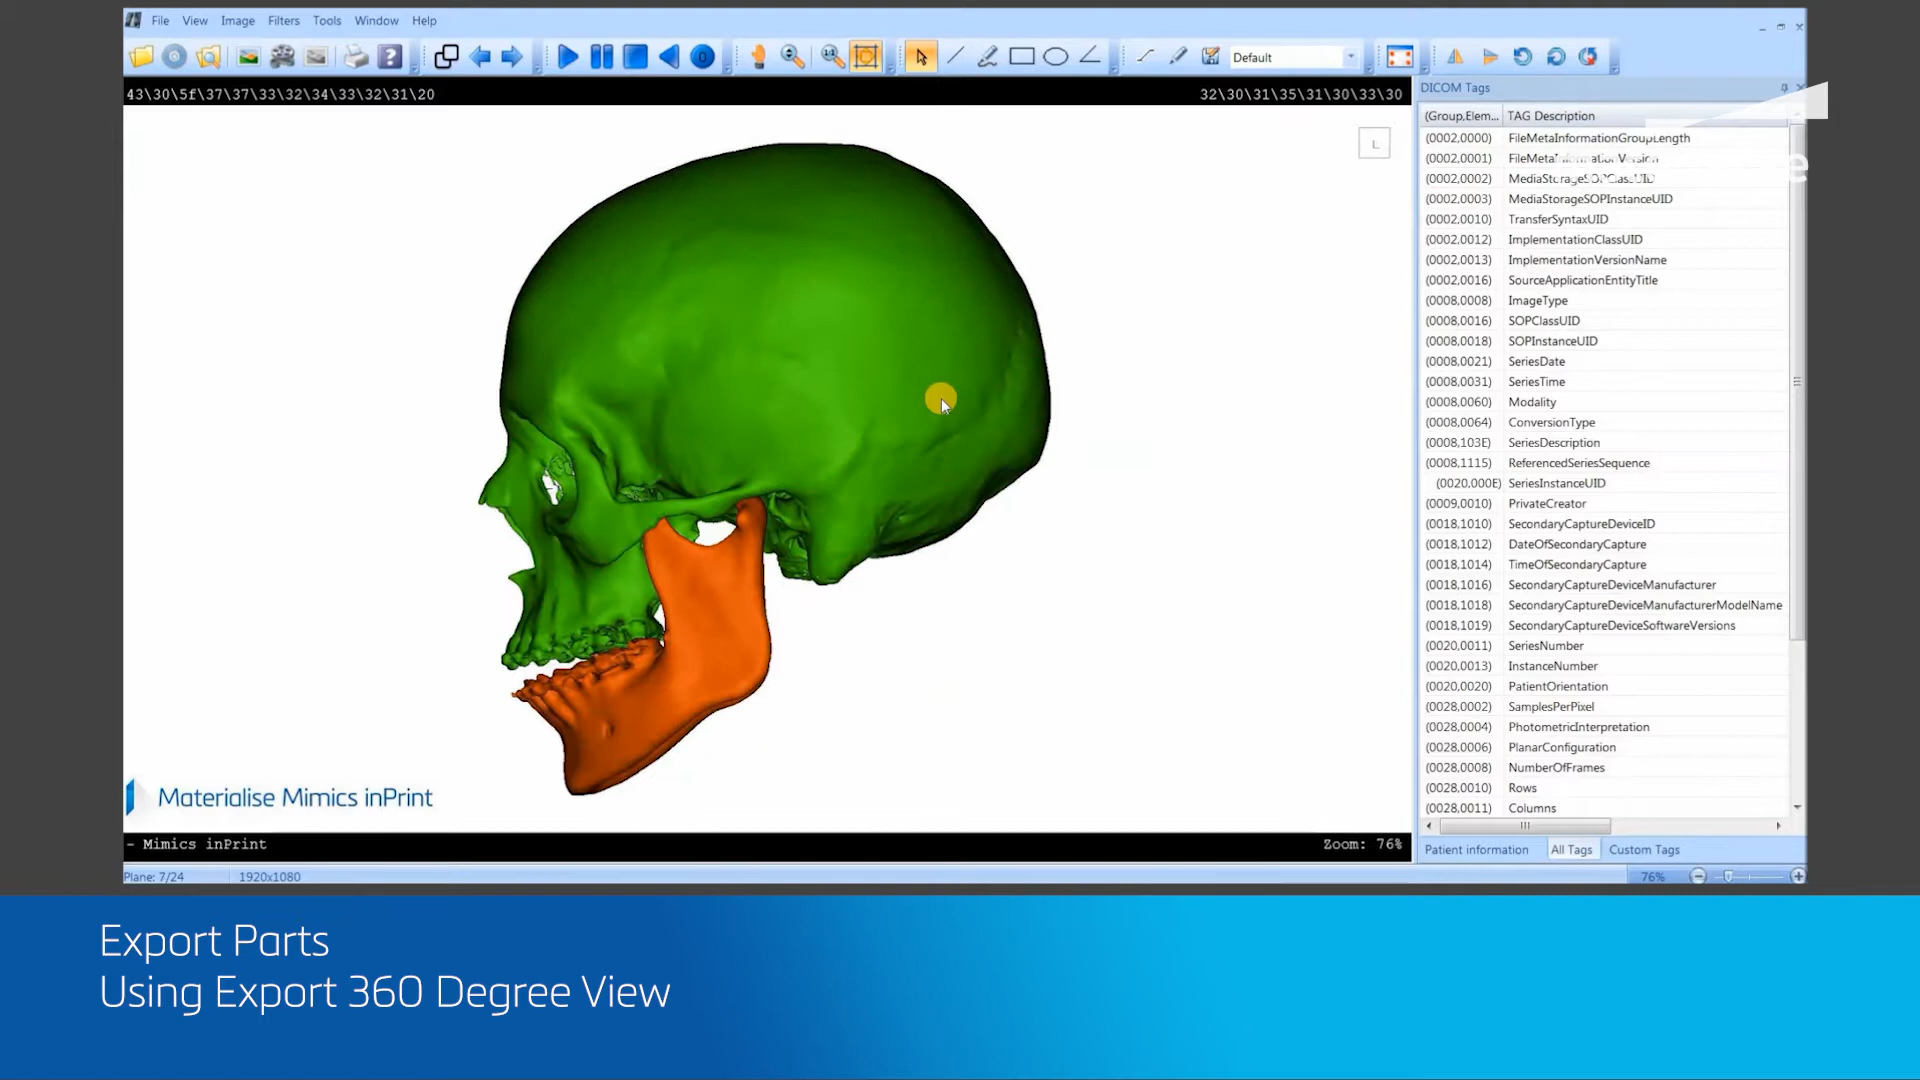 File View Image Filters Tools Window Help
Default
43\30\5f\37\37\33\32\34\33\32\31\20
32\30\31\35\31\30\33\30
L
Materialise Mimics inPrint
- Mimics inPrint
Zoom: 76%
Plane: 7/24
1920x1080
DICOM Tags
(Group,Elem... TAG Description
(0002,0000) FileMetaInformationGroupLength
(0002,0001) FileMetaInformationVersion
(0002,0002) MediaStorageSOPClassUID
(0002,0003) MediaStorageSOPInstanceUID
(0002,0010) TransferSyntaxUID
(0002,0012) ImplementationClassUID
(0002,0013) ImplementationVersionName
(0002,0016) SourceApplicationEntityTitle
(0008,0008) ImageType
(0008,0016) SOPClassUID
(0008,0018) SOPInstanceUID
(0008,0021) SeriesDate
(0008,0031) SeriesTime
(0008,0060) Modality
(0008,0064) ConversionType
(0008,103E) SeriesDescription
(0008,1115) ReferencedSeriesSequence
(0020,000E) SeriesInstanceUID
(0009,0010) PrivateCreator
(0018,1010) SecondaryCaptureDeviceID
(0018,1012) DateOfSecondaryCapture
(0018,1014) TimeOfSecondaryCapture
(0018,1016) SecondaryCaptureDeviceManufacturer
(0018,1018) SecondaryCaptureDeviceManufacturerModelName
(0018,1019) SecondaryCaptureDeviceSoftwareVersions
(0020,0011) SeriesNumber
(0020,0013) InstanceNumber
(0020,0020) PatientOrientation
(0028,0002) SamplesPerPixel
(0028,0004) PhotometricInterpretation
(0028,0006) PlanarConfiguration
(0028,0008) NumberOfFrames
(0028,0010) Rows
(0028,0011) Columns
Patient information All Tags Custom Tags
76%
Export Parts
Using Export 360 Degree View